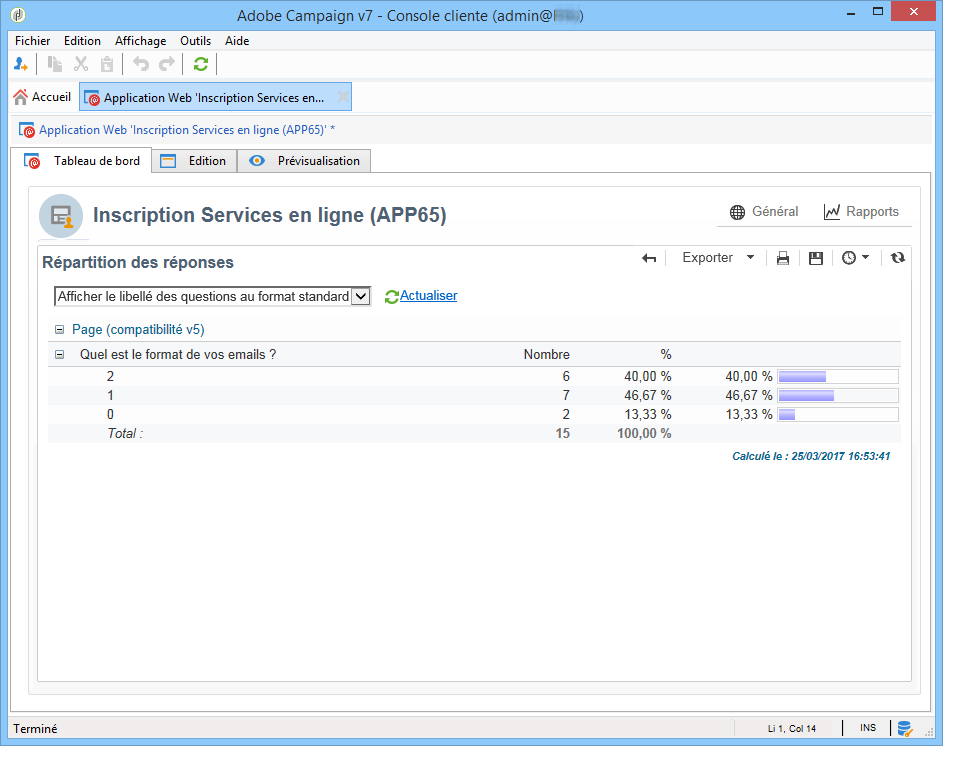 Adobe Campaign v7 - Console cliente (admin@ )
Fichier Edition Affichage Outils Aide
Accueil Application Web 'Inscription Services en...
Application Web 'Inscription Services en ligne (APP65)' *
Tableau de bord Edition Prévisualisation
Inscription Services en ligne (APP65) Général Rapports
Répartition des réponses Exporter
Afficher le libellé des questions au format standard Actualiser
Page (compatibilité v5)
Quel est le format de vos emails ? Nombre %
2 6 40,00 % 40,00 %
1 7 46,67 % 46,67 %
0 2 13,33 % 13,33 %
Total : 15 100,00 %
Calculé le : 25/03/2017 16:53:41
Terminé Li 1, Col 14 INS